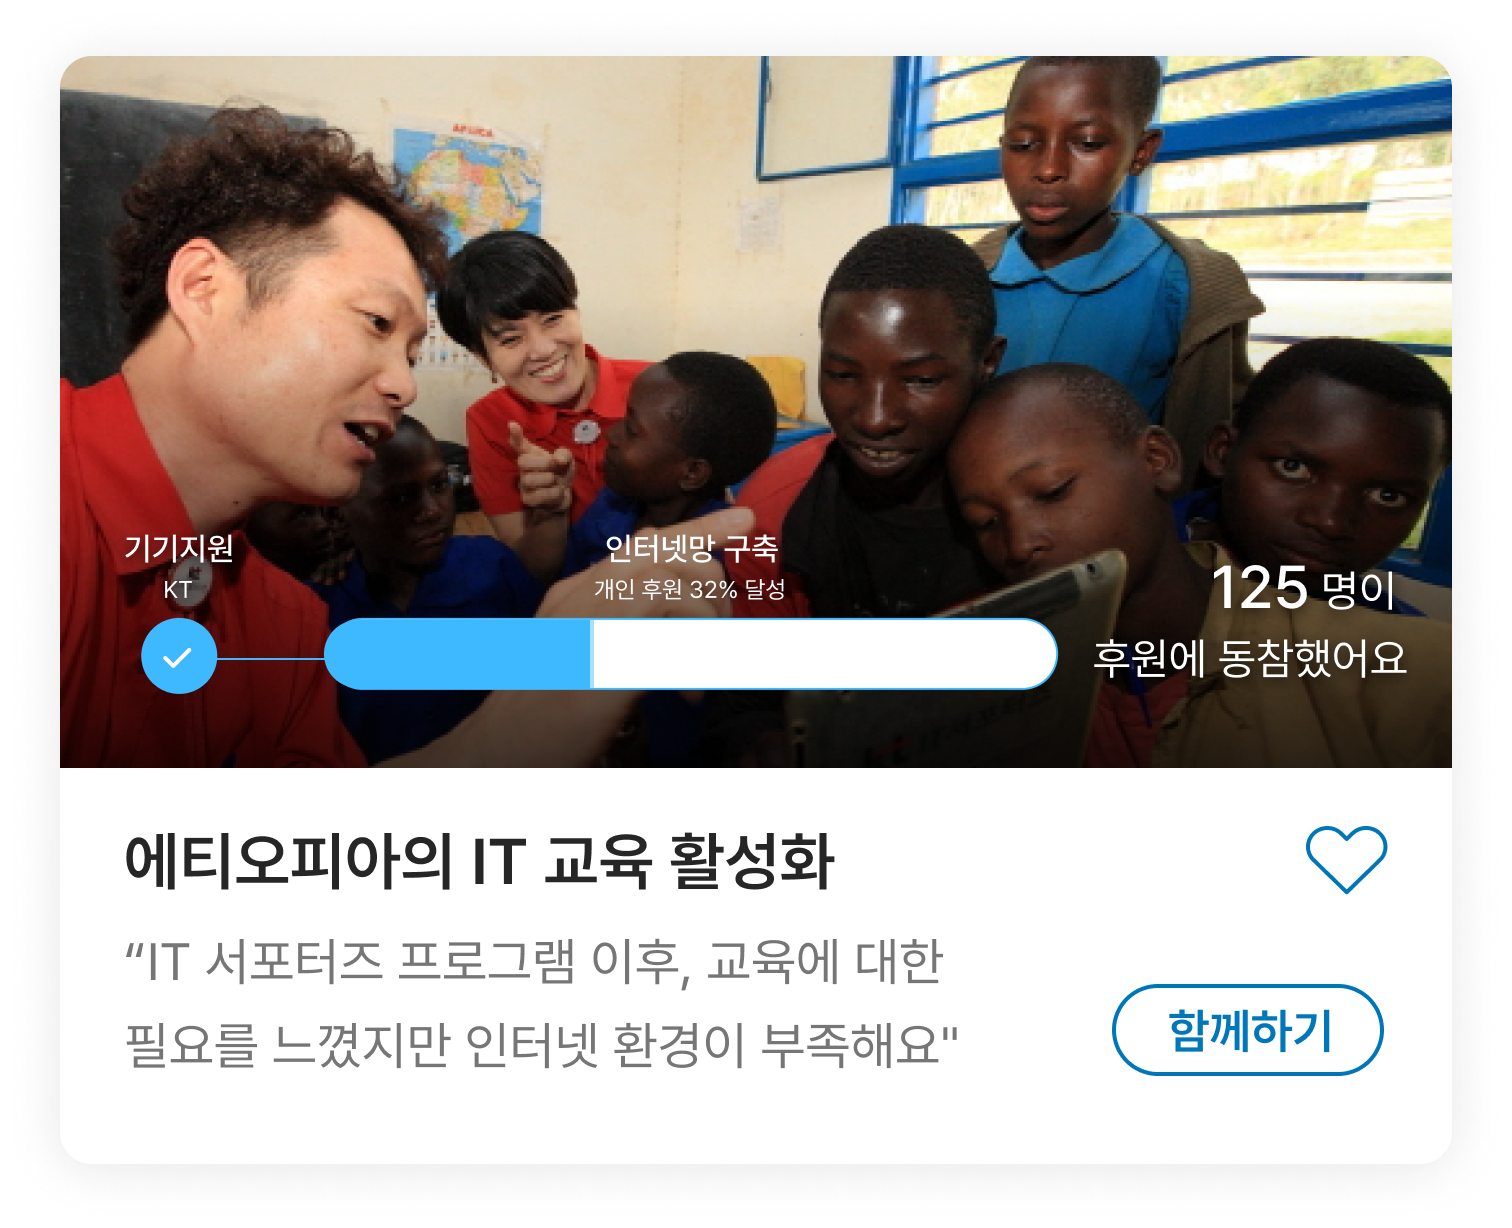 AFRICA
기기지원
KT
인터넷망 구축
개인 후원 32% 달성
125 명이
후원에 동참했어요
에티오피아의 IT 교육 활성화
“IT 서포터즈 프로그램 이후, 교육에 대한
필요를 느꼈지만 인터넷 환경이 부족해요"
함께하기